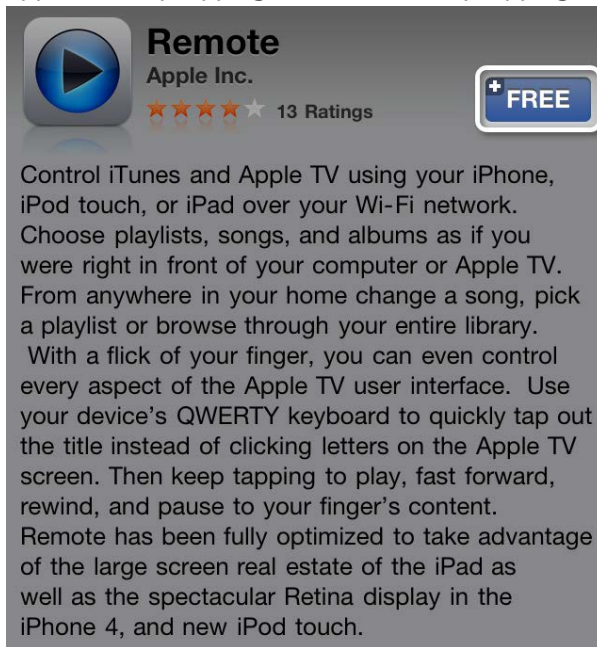 Remote
Apple Inc.
13 Ratings
+ FREE
Control iTunes and Apple TV using your iPhone,
iPod touch, or iPad over your Wi-Fi network.
Choose playlists, songs, and albums as if you
were right in front of your computer or Apple TV.
From anywhere in your home change a song, pick
a playlist or browse through your entire library.
With a flick of your finger, you can even control
every aspect of the Apple TV user interface.  Use
your device's QWERTY keyboard to quickly tap out
the title instead of clicking letters on the Apple TV
screen. Then keep tapping to play, fast forward,
rewind, and pause to your finger's content.
Remote has been fully optimized to take advantage
of the large screen real estate of the iPad as
well as the spectacular Retina display in the
iPhone 4, and new iPod touch.